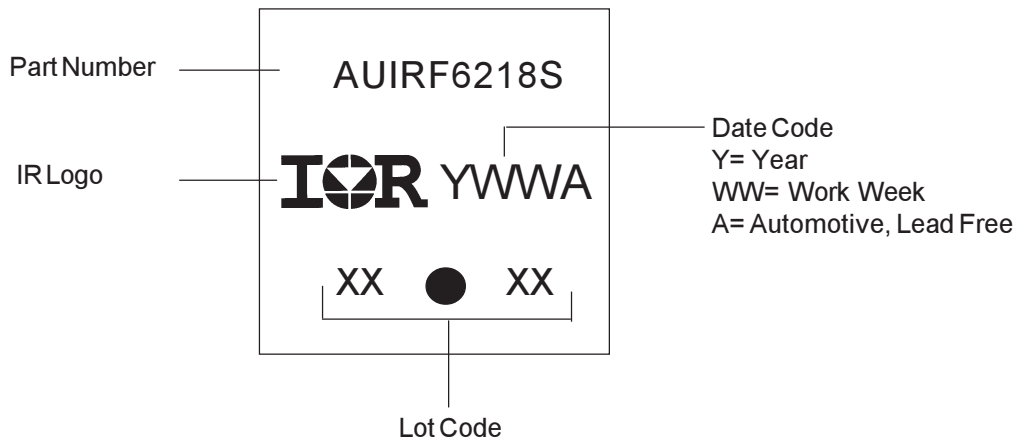 Part Number
AUIRF6218S
Date Code
Y= Year
WW= Work Week
A= Automotive, Lead Free
IR Logo
IOR YWWA
XX ● XX
Lot Code